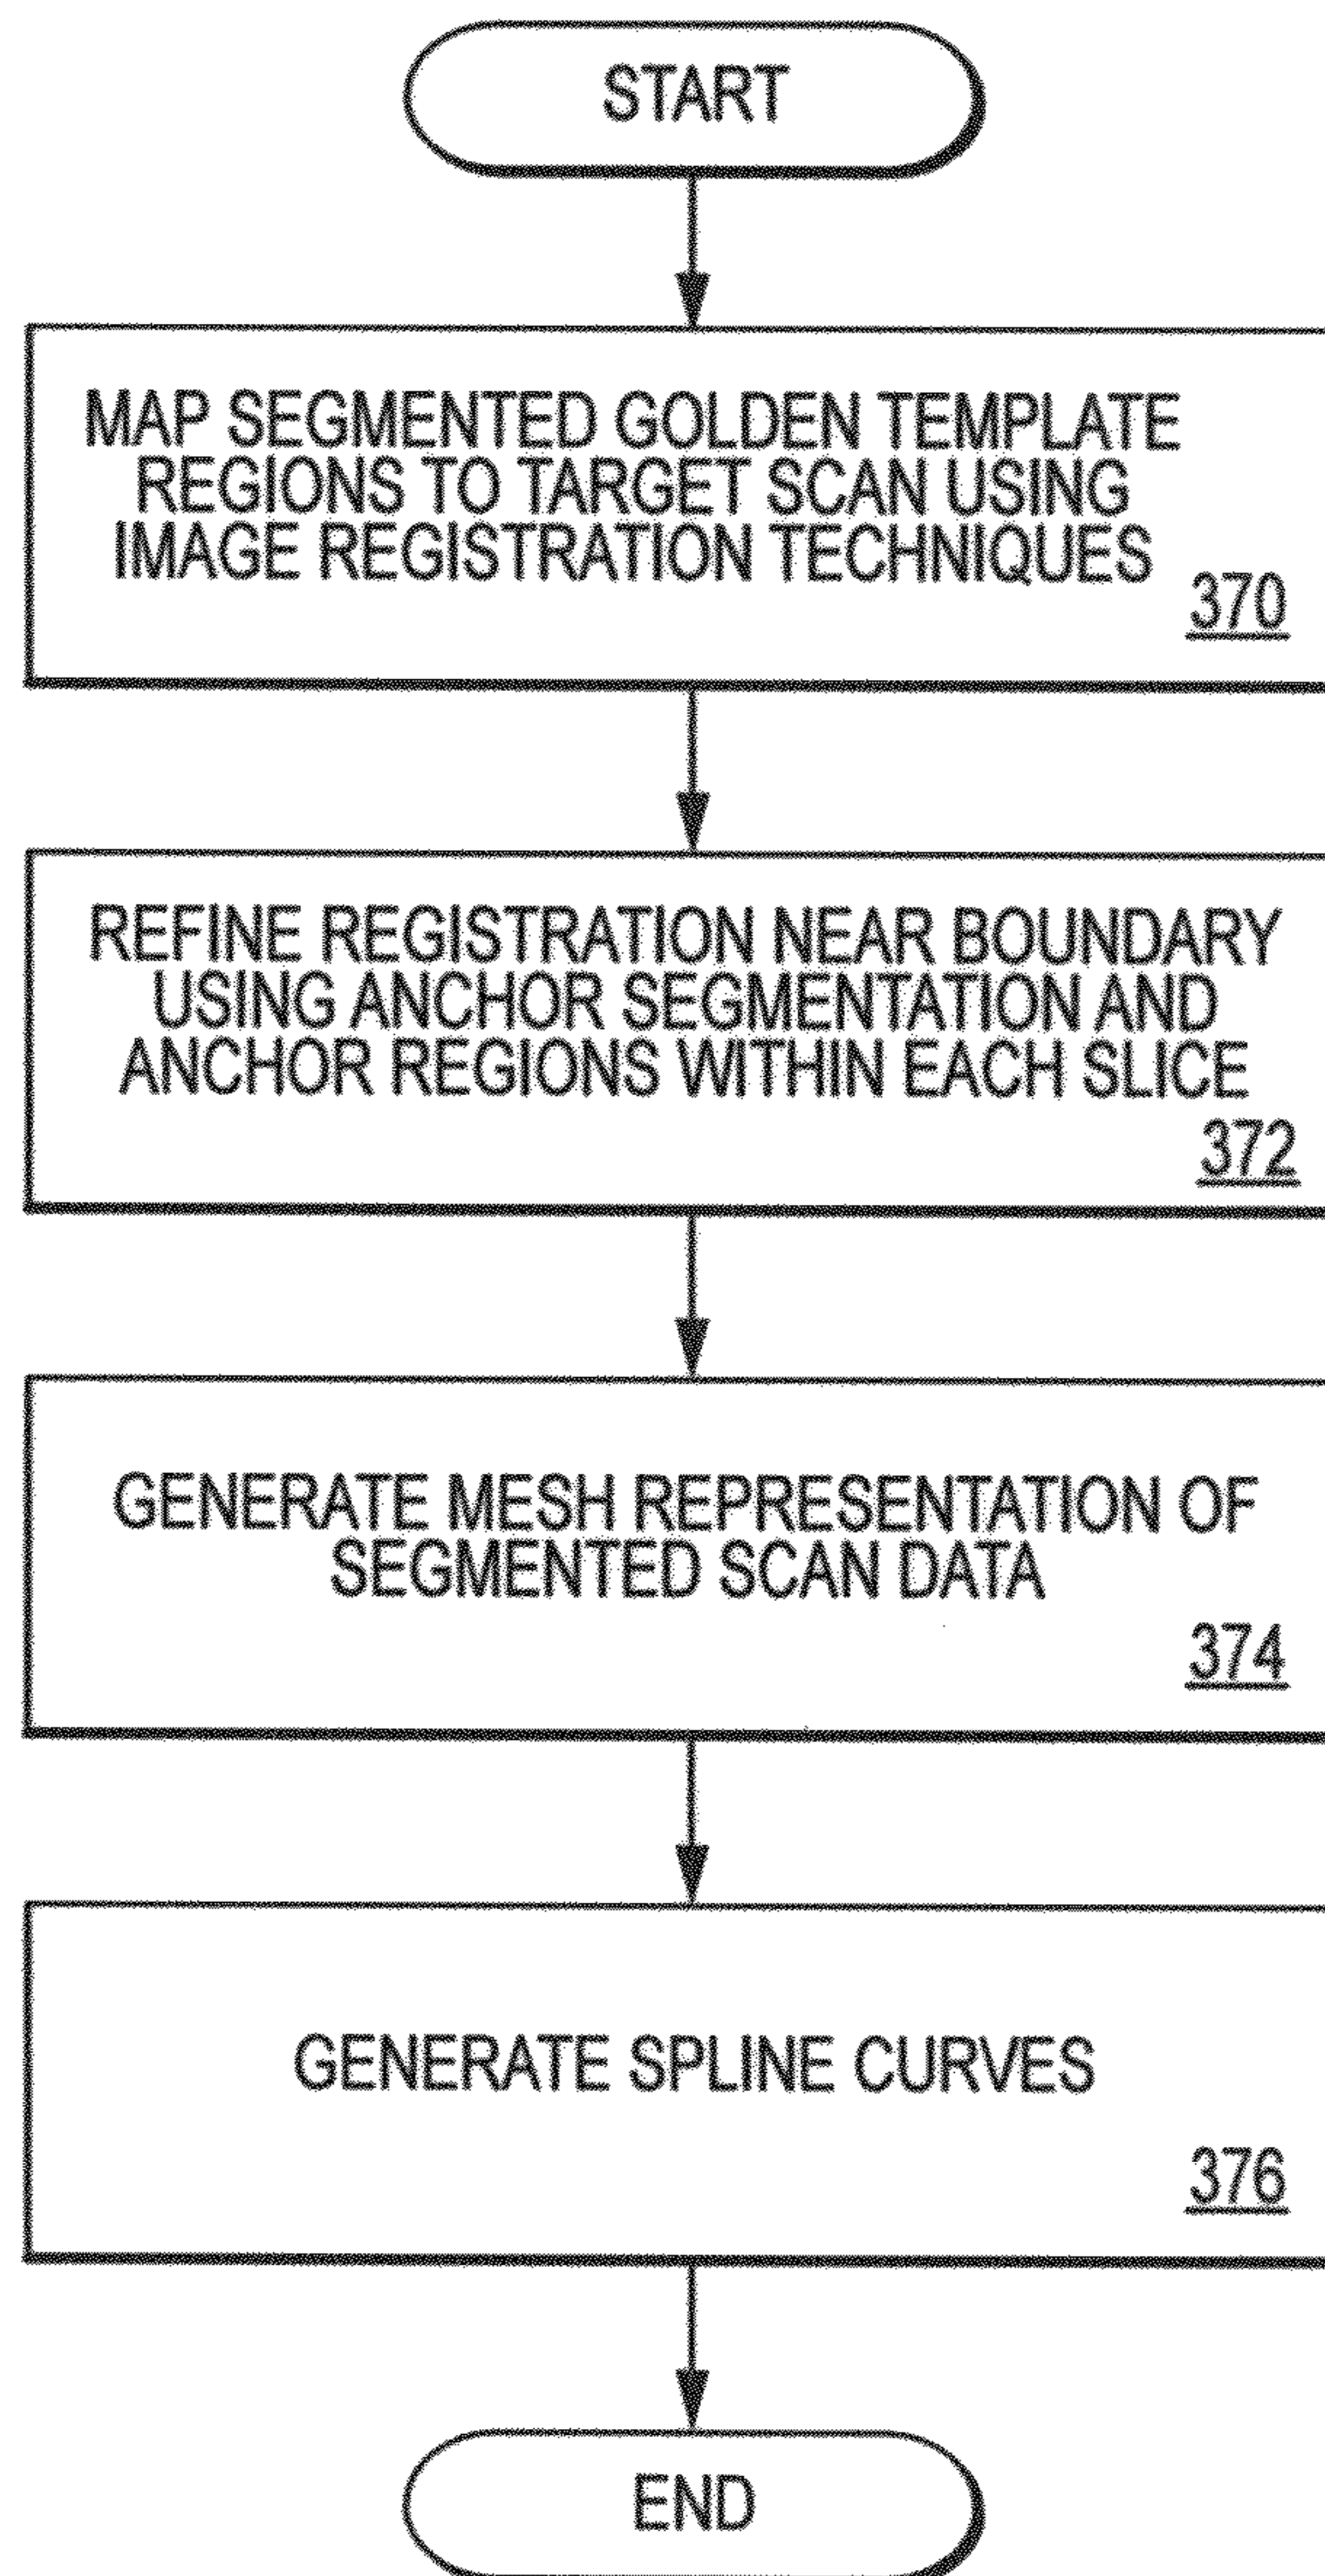 START
MAP SEGMENTED GOLDEN TEMPLATE
REGIONS TO TARGET SCAN USING
IMAGE REGISTRATION TECHNIQUES
370
REFINE REGISTRATION NEAR BOUNDARY
USING ANCHOR SEGMENTATION AND
ANCHOR REGIONS WITHIN EACH SLICE
372
GENERATE MESH REPRESENTATION OF
SEGMENTED SCAN DATA
374
GENERATE SPLINE CURVES
376
END